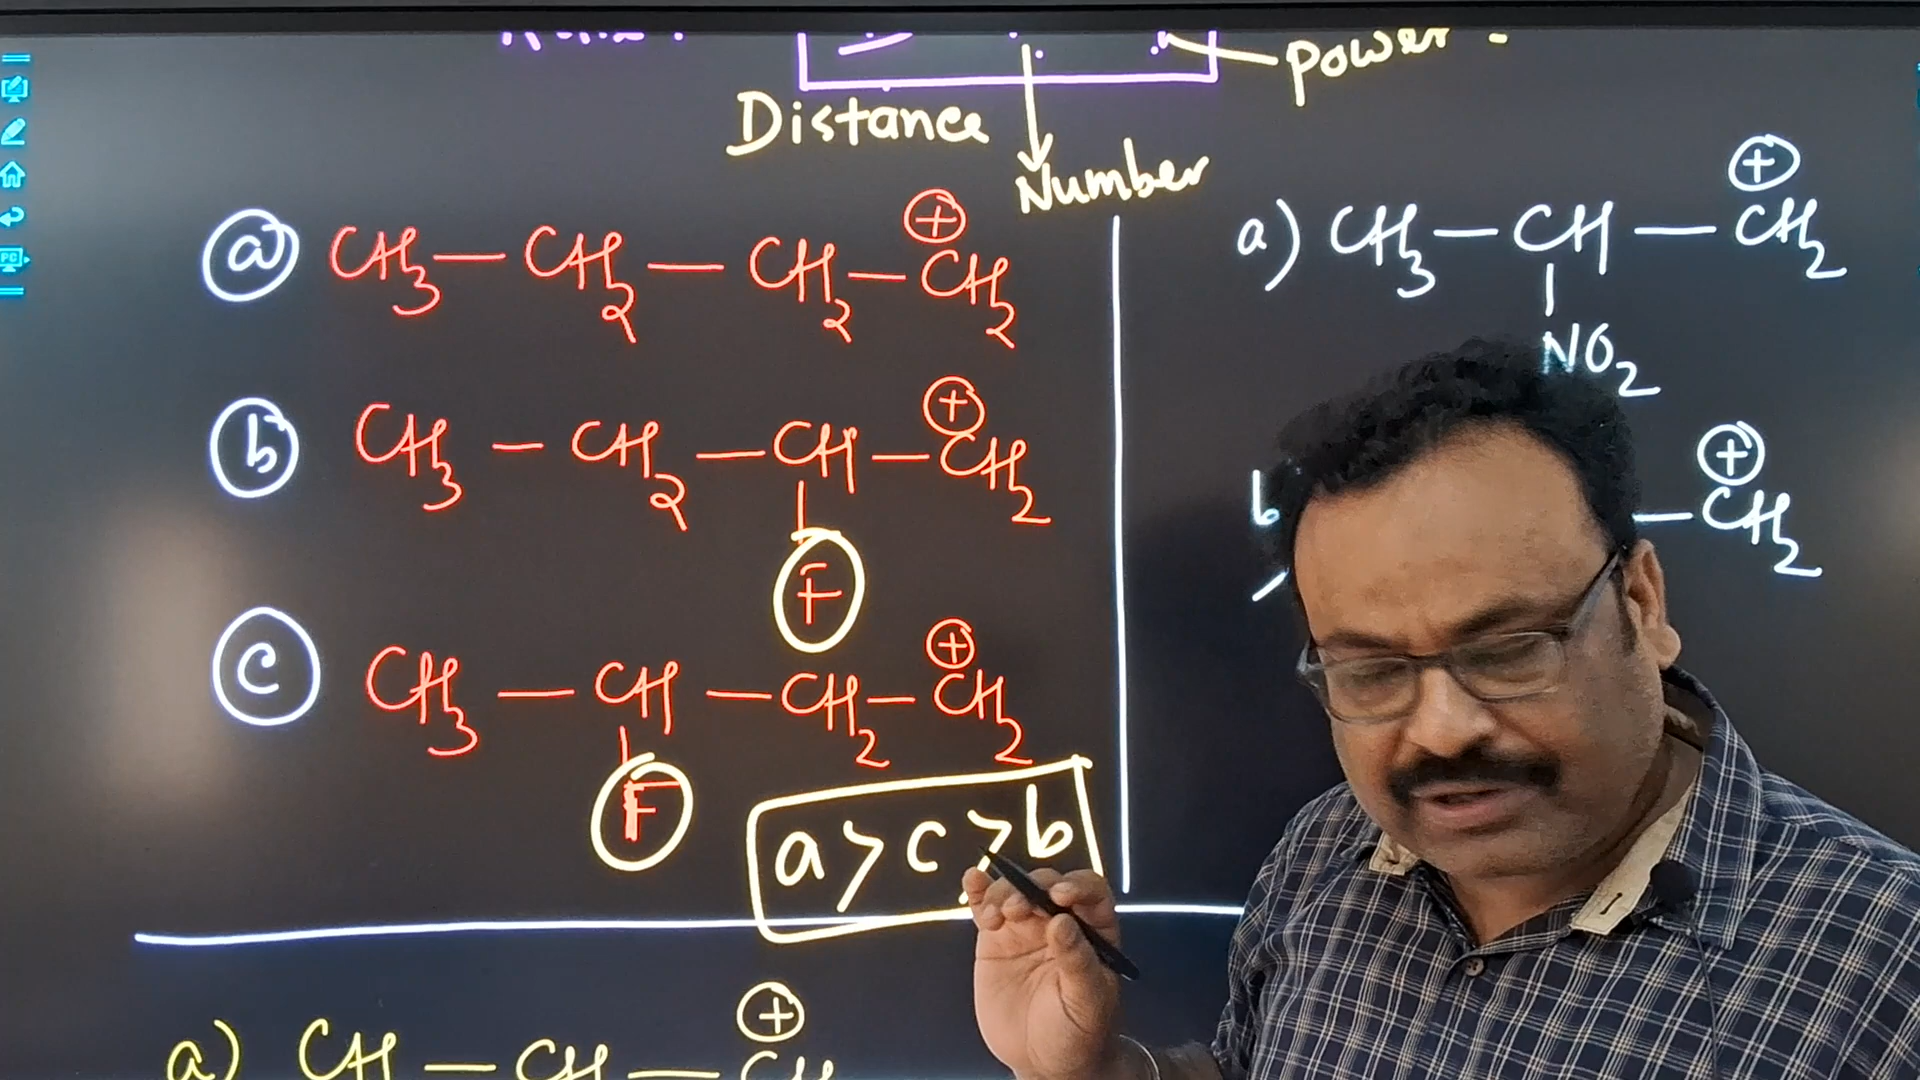 power -
Distance
Number
a CH3 — CH2 — CH2 — CH2 ⊕
b CH3 — CH2 — CH — CH2 ⊕
F
c CH3 — CH — CH2 — CH2 ⊕
F
a > c > b
a) CH — CH — ⊕
a) CH3 — CH — CH2 ⊕
NO2
b — CH2 ⊕
PC